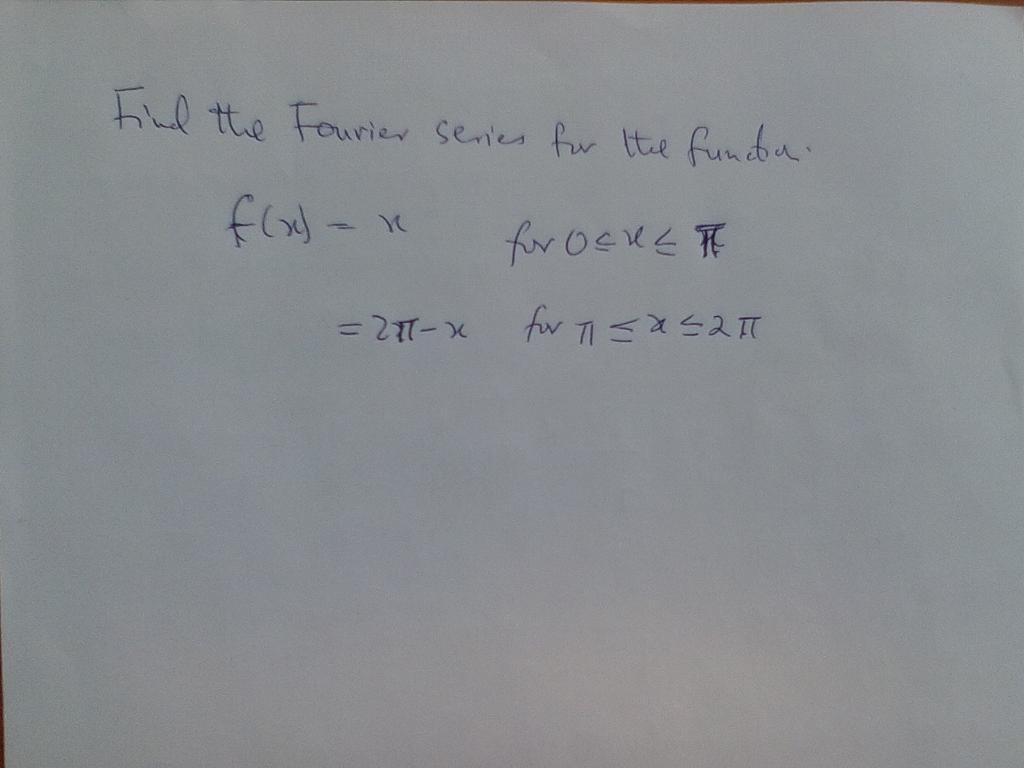 Find the Fourier series for the function.
f(x) = x for 0 ≤ x ≤ π
= 2π - x for π ≤ x ≤ 2π